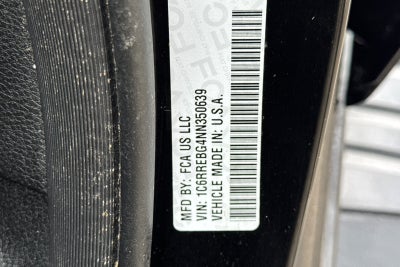 MFD BY: FCA US LLC
VIN: 1C6RREBG4NN350639
VEHICLE MADE IN: U.S.A.